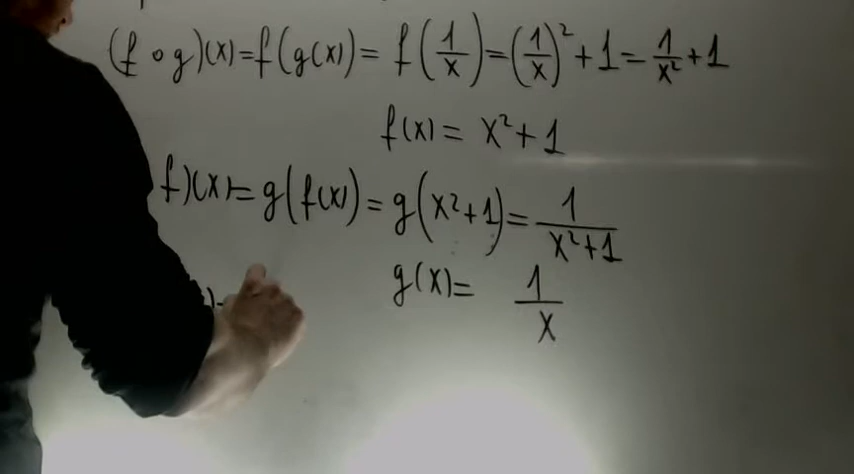 (f∘g)(x)=f(g(x))=f(1/x)=(1/x)²+1=1/x²+1
f(x)=x²+1
f)(x)=g(f(x))=g(x²+1)=1/(x²+1)
g(x)=1/x